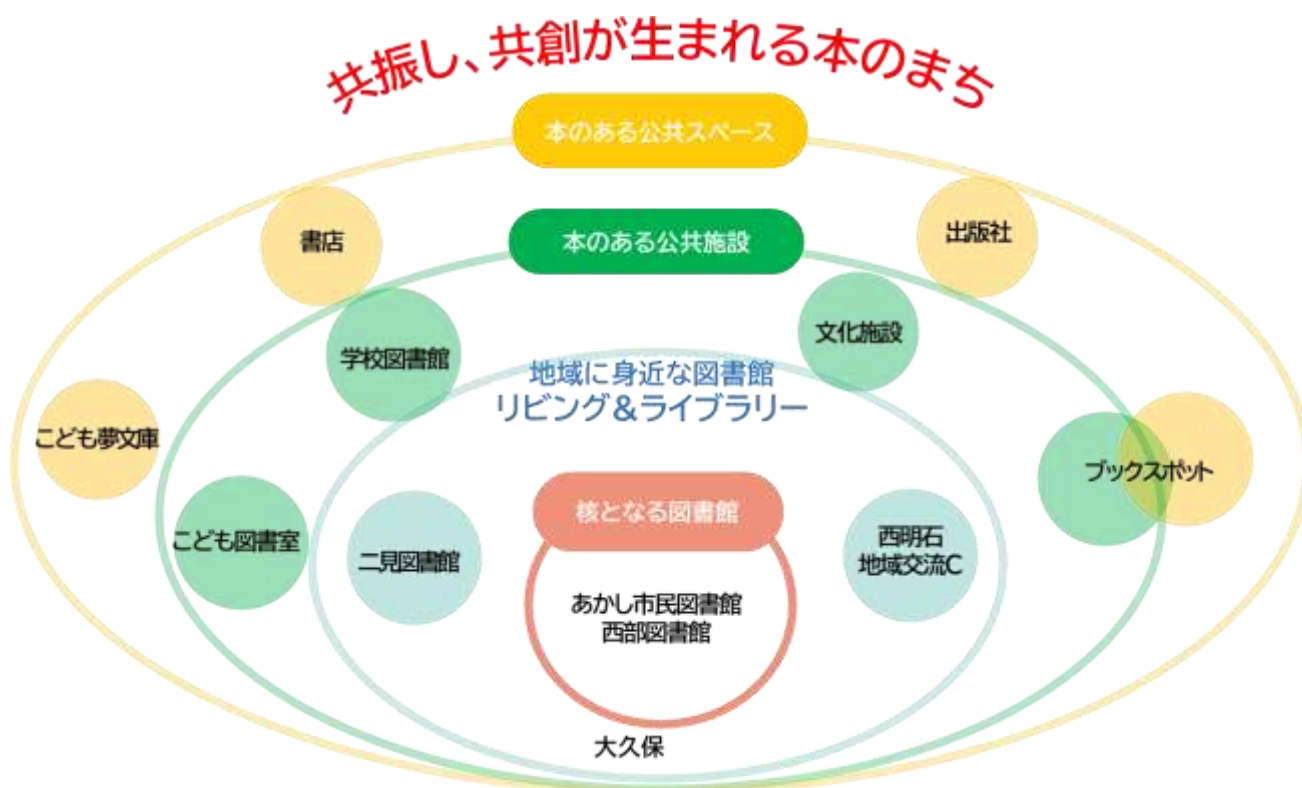 共振し、共創が生まれる本のまち
本のある公共スペース
書店
出版社
本のある公共施設
学校図書館
文化施設
地域に身近な図書館
リビング&ライブラリー
こども夢文庫
ブックスポット
こども図書室
二見図書館
核となる図書館
西明石
地域交流C
あかし市民図書館
西部図書館
大久保